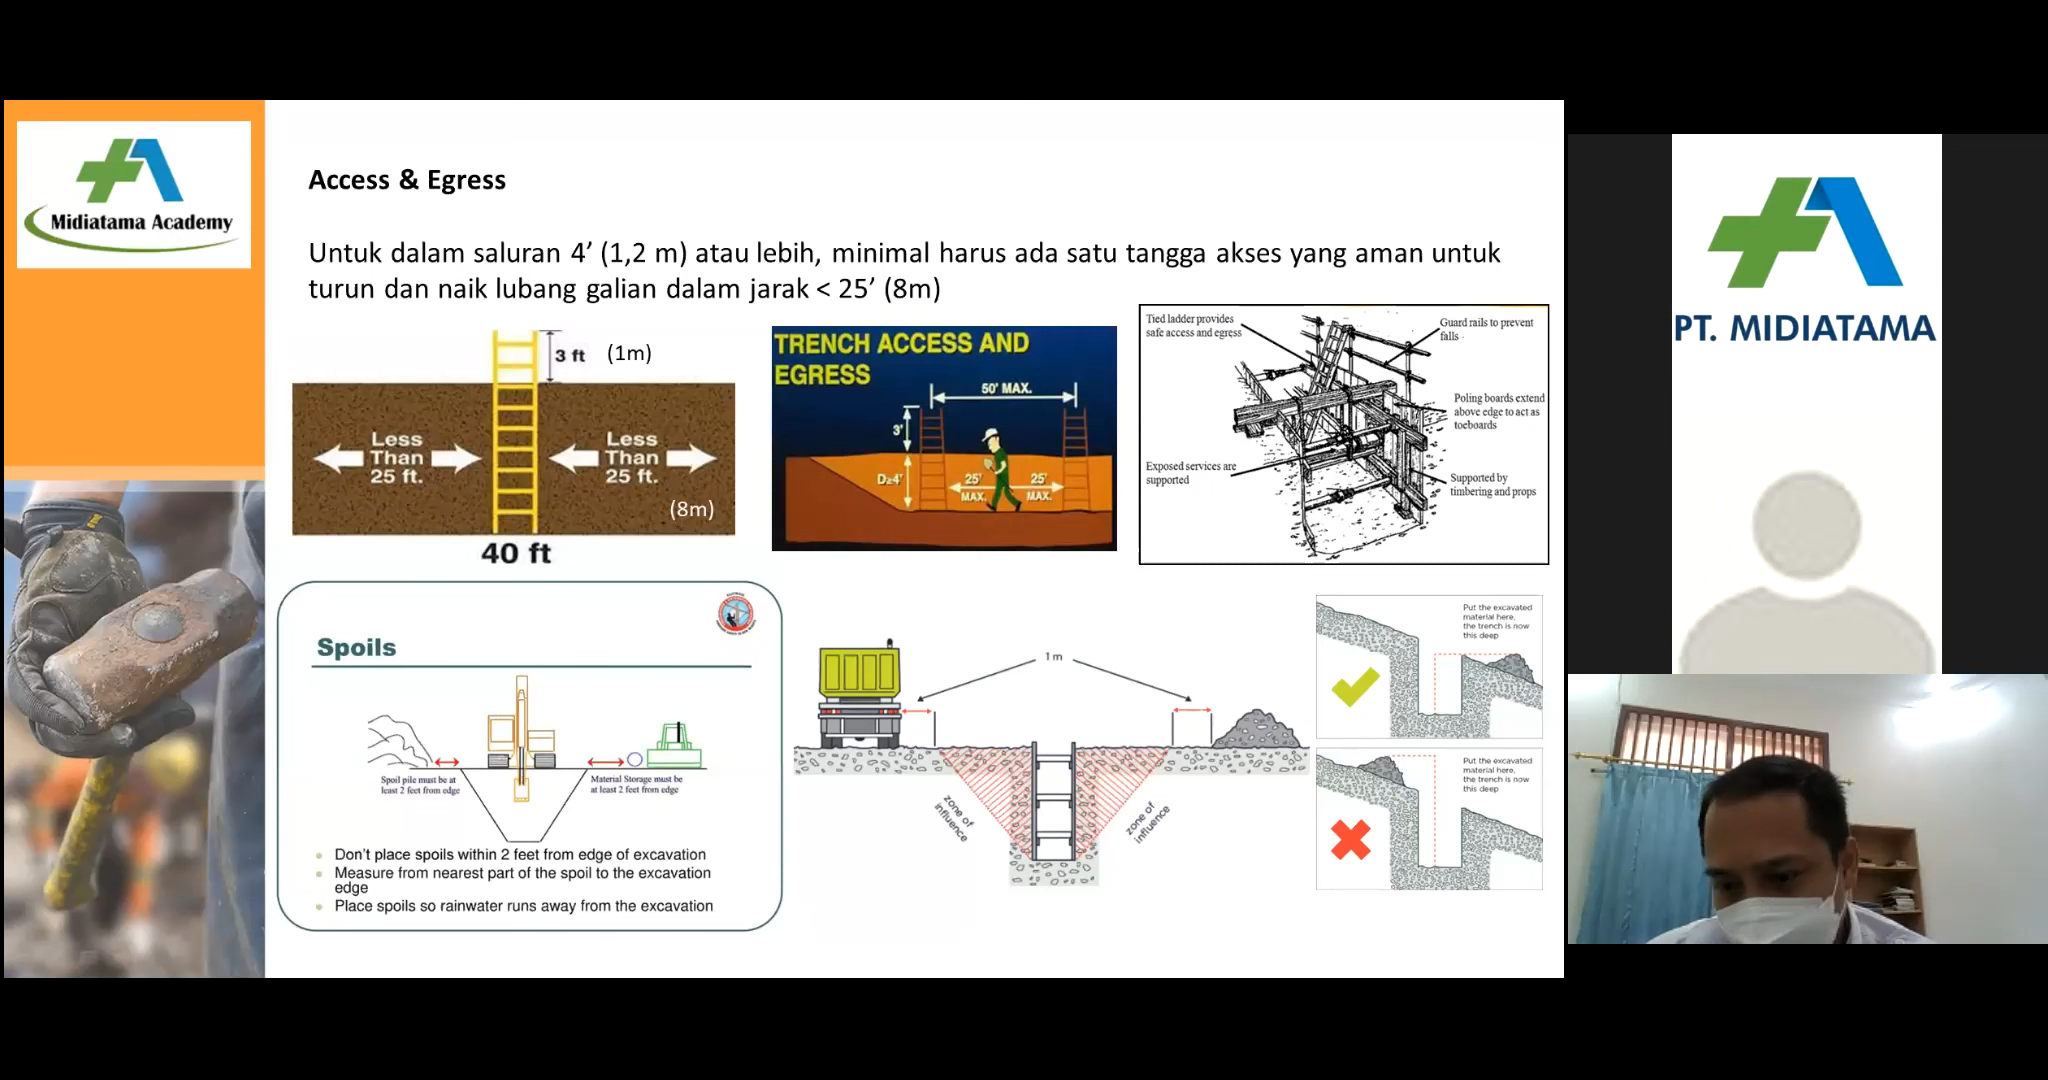 Midiatama Academy
Access & Egress
Untuk dalam saluran 4’ (1,2 m) atau lebih, minimal harus ada satu tangga akses yang aman untuk
turun dan naik lubang galian dalam jarak < 25’ (8m)
3 ft (1m)
Less
Than
25 ft.
Less
Than
25 ft.
(8m)
40 ft
TRENCH ACCESS AND
EGRESS
50' MAX.
3'
D≥4'
25'
MAX.
25'
MAX.
Tied ladder provides
safe access and egress
Guard rails to prevent
falls
Poling boards extend
above edge to act as
toeboards
Exposed services are
supported
Supported by
timbering and props
Spoils
Spoil pile must be at
least 2 feet from edge
Material Storage must be
at least 2 feet from edge
Don't place spoils within 2 feet from edge of excavation
Measure from nearest part of the spoil to the excavation
edge
Place spoils so rainwater runs away from the excavation
1 m
zone of
influence
zone of
influence
Put the excavated
material here,
the trench is now
this deep
Put the excavated
material here,
the trench is now
this deep
PT. MIDIATAMA